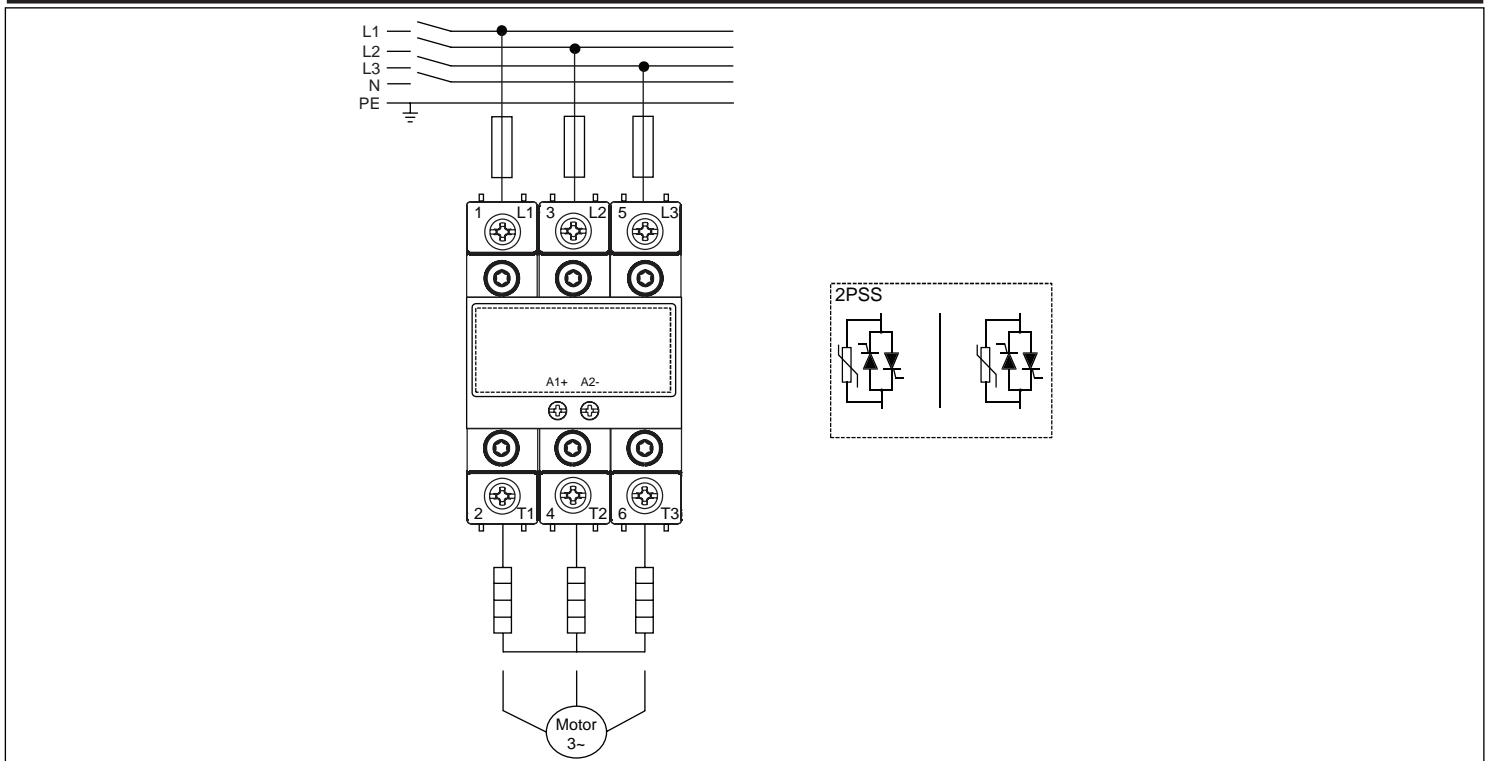 L1
L2
L3
N
PE
1 L1 3 L2 5 L3
2PSS
A1+ A2-
2 T1 4 T2 6 T3
Motor
3~